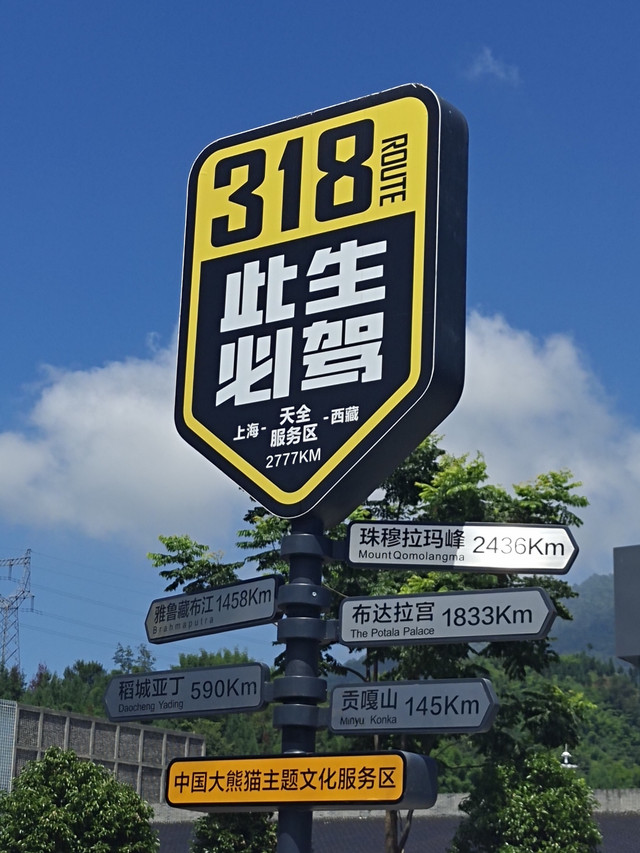 318 ROUTE
此生
必驾
上海-天全服务区-西藏
2777KM
珠穆拉玛峰 2436Km
MountQomolangma
雅鲁藏布江 1458Km
Brahmaputra
布达拉宫 1833Km
The Potala Palace
稻城亚丁 590Km
Daocheng Yading
贡嘎山 145Km
Minya Konka
中国大熊猫主题文化服务区